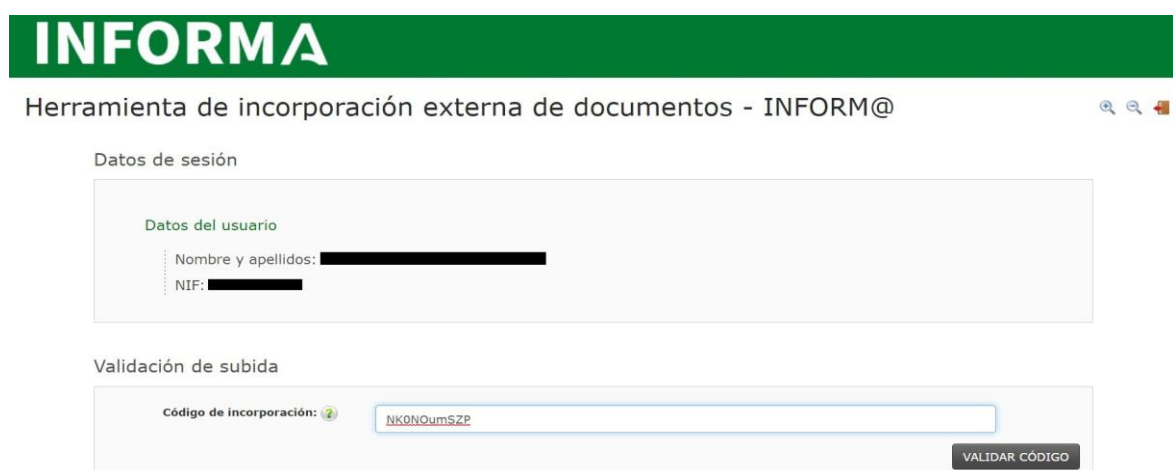 INFORMA
Herramienta de incorporación externa de documentos - INFORM@
Datos de sesión
Datos del usuario
Nombre y apellidos:
NIF:
Validación de subida
Código de incorporación: ?
NK0NOumSZP
VALIDAR CÓDIGO